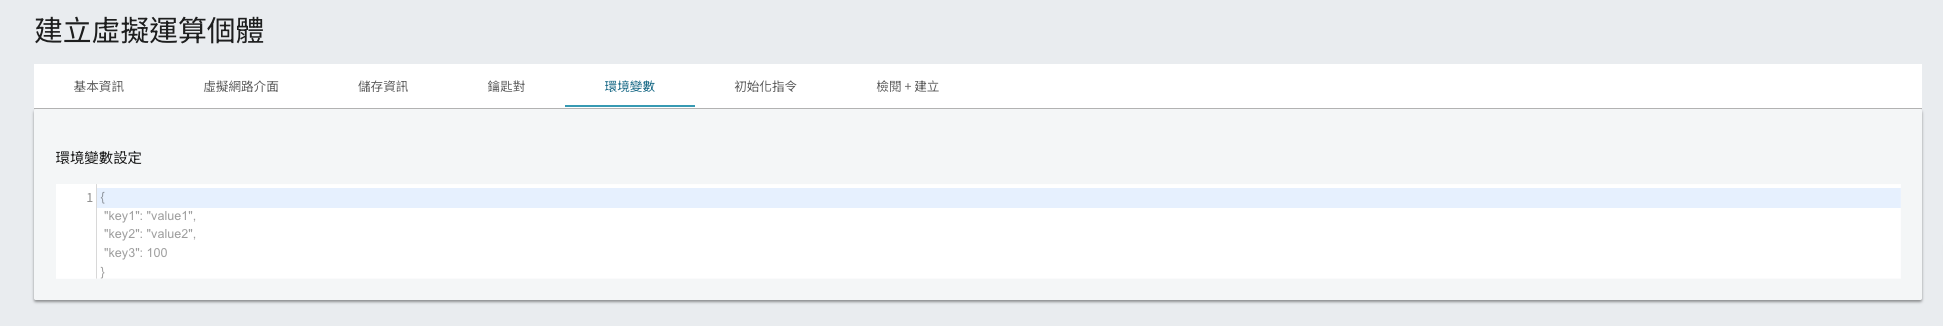 建立虛擬運算個體
基本資訊 虛擬網路介面 儲存資訊 鑰匙對 環境變數 初始化指令 檢閱 + 建立
環境變數設定
1 {
"key1": "value1",
"key2": "value2",
"key3": 100
}